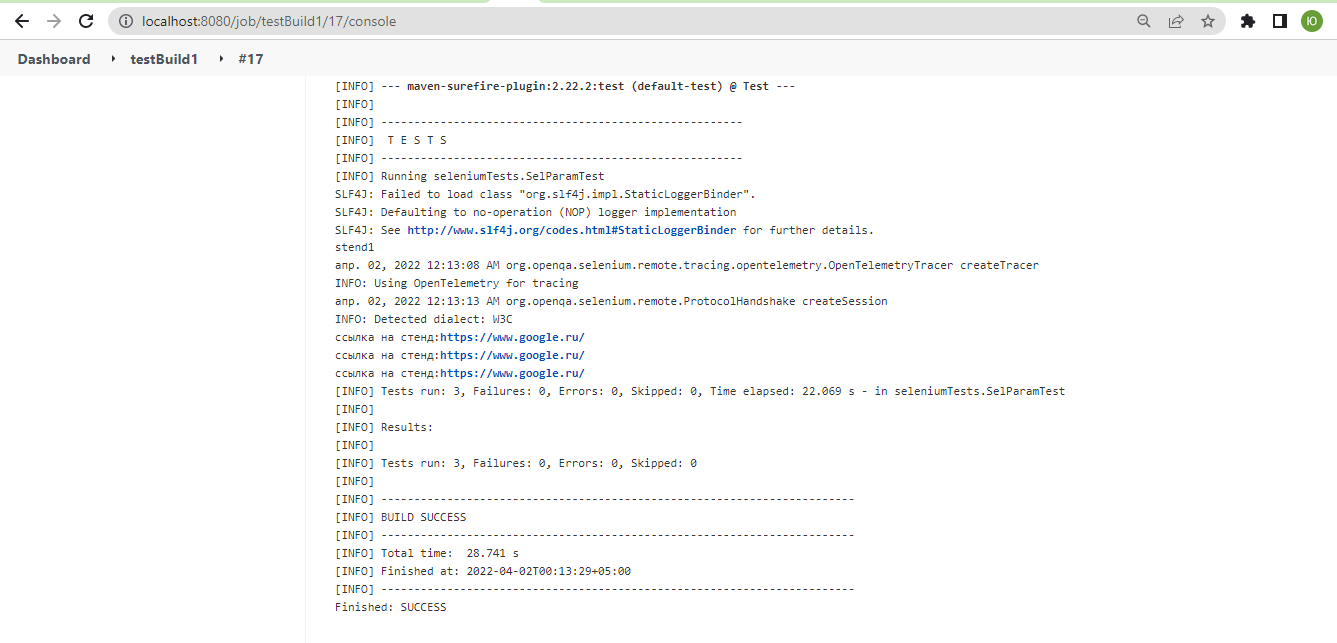 localhost:8080/job/testBuild1/17/console
Ю
Dashboard testBuild1 #17
[INFO] --- maven-surefire-plugin:2.22.2:test (default-test) @ Test ---
[INFO]
[INFO] -------------------------------------------------------
[INFO]  T E S T S
[INFO] -------------------------------------------------------
[INFO] Running seleniumTests.SelParamTest
SLF4J: Failed to load class "org.slf4j.impl.StaticLoggerBinder".
SLF4J: Defaulting to no-operation (NOP) logger implementation
SLF4J: See http://www.slf4j.org/codes.html#StaticLoggerBinder for further details.
stend1
апр. 02, 2022 12:13:08 AM org.openqa.selenium.remote.tracing.opentelemetry.OpenTelemetryTracer createTracer
INFO: Using OpenTelemetry for tracing
апр. 02, 2022 12:13:13 AM org.openqa.selenium.remote.ProtocolHandshake createSession
INFO: Detected dialect: W3C
ссылка на стенд:https://www.google.ru/
ссылка на стенд:https://www.google.ru/
ссылка на стенд:https://www.google.ru/
[INFO] Tests run: 3, Failures: 0, Errors: 0, Skipped: 0, Time elapsed: 22.069 s - in seleniumTests.SelParamTest
[INFO]
[INFO] Results:
[INFO]
[INFO] Tests run: 3, Failures: 0, Errors: 0, Skipped: 0
[INFO]
[INFO] ------------------------------------------------------------------------
[INFO] BUILD SUCCESS
[INFO] ------------------------------------------------------------------------
[INFO] Total time:  28.741 s
[INFO] Finished at: 2022-04-02T00:13:29+05:00
[INFO] ------------------------------------------------------------------------
Finished: SUCCESS